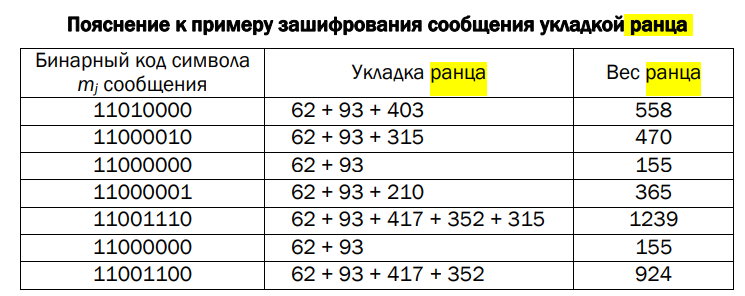 Пояснение к примеру зашифрования сообщения укладкой ранца
Бинарный код символа
mj сообщения
Укладка ранца
Вес ранца
11010000 62 + 93 + 403 558
11000010 62 + 93 + 315 470
11000000 62 + 93 155
11000001 62 + 93 + 210 365
11001110 62 + 93 + 417 + 352 + 315 1239
11000000 62 + 93 155
11001100 62 + 93 + 417 + 352 924